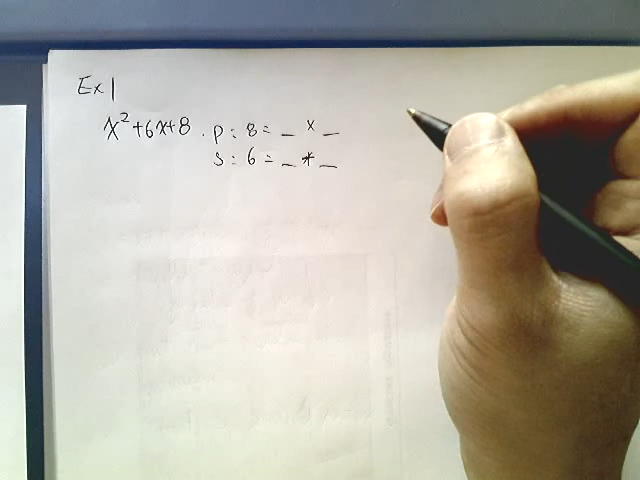 Ex 1
x²+6x+8 . p: 8 = _ x _
s: 6 = _ * _